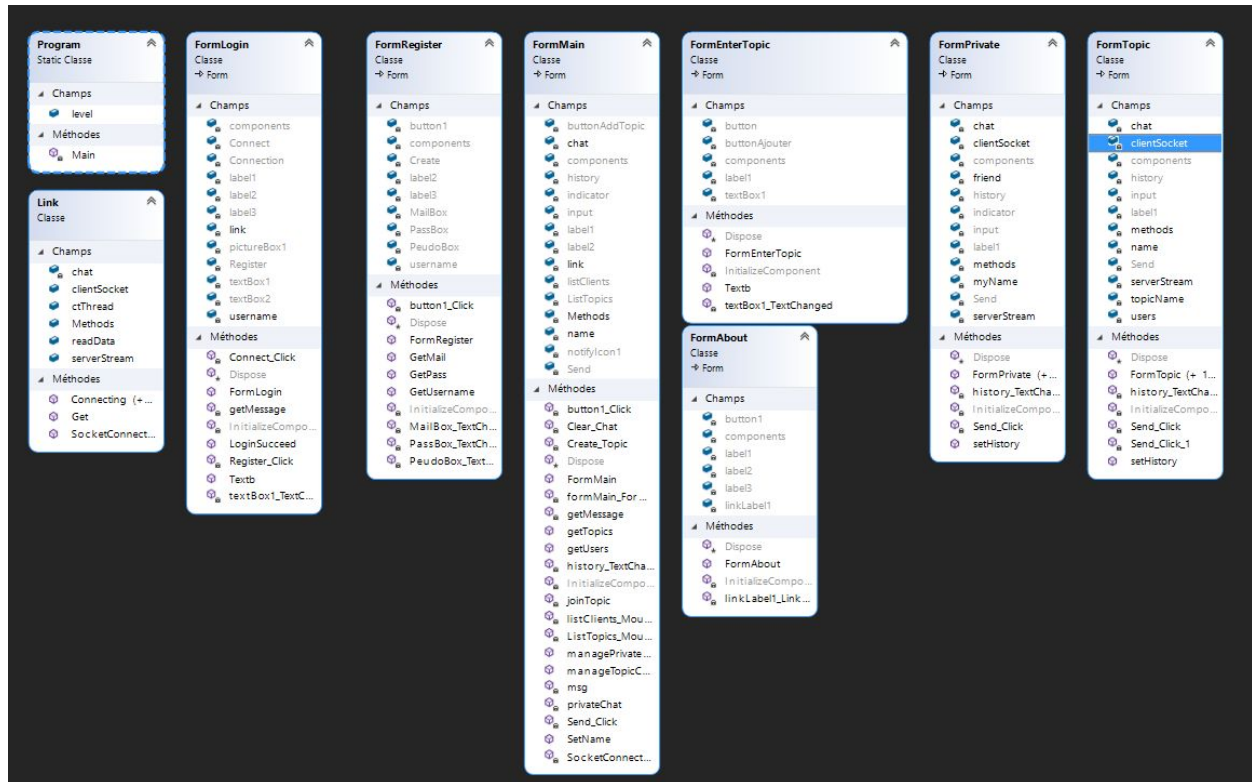 Program
Static Classe
Champs
level
Méthodes
Main
Link
Classe
Champs
chat
clientSocket
ctThread
Methods
readData
serverStream
Méthodes
Connecting (+...
Get
SocketConnect...
FormLogin
Classe
Form
Champs
components
Connect
Connection
label1
label2
label3
link
pictureBox1
Register
textBox1
textBox2
username
Méthodes
Connect_Click
Dispose
FormLogin
getMessage
InitializeCompo...
LoginSucceed
Register_Click
Textb
textBox1_TextC...
FormRegister
Classe
Form
Champs
button1
components
Create
label2
label3
MailBox
PassBox
PeudoBox
username
Méthodes
button1_Click
Dispose
FormRegister
GetMail
GetPass
GetUsername
InitializeCompo...
MailBox_TextCh...
PassBox_TextCh...
PeudoBox_Text...
FormMain
Classe
Form
Champs
buttonAddTopic
chat
components
history
indicator
input
label1
label2
link
listClients
ListTopics
Methods
name
notifyIcon1
Send
Méthodes
button1_Click
Clear_Chat
Create_Topic
Dispose
FormMain
formMain_For...
getMessage
getTopics
getUsers
history_TextCha...
InitializeCompo...
joinTopic
listClients_Mou...
ListTopics_Mou...
managePrivate...
manageTopicC...
msg
privateChat
Send_Click
SetName
SocketConnect...
FormEnterTopic
Classe
Form
Champs
button
buttonAjouter
components
label1
textBox1
Méthodes
Dispose
FormEnterTopic
InitializeComponent
Textb
textBox1_TextChanged
FormAbout
Classe
Form
Champs
button1
components
label1
label2
label3
linkLabel1
Méthodes
Dispose
FormAbout
InitializeCompo...
linkLabel1_Link...
FormPrivate
Classe
Form
Champs
chat
clientSocket
components
friend
history
indicator
input
label1
methods
myName
Send
serverStream
Méthodes
Dispose
FormPrivate (+...
history_TextCha...
InitializeCompo...
Send_Click
setHistory
FormTopic
Classe
Form
Champs
chat
clientSocket
components
history
input
label1
methods
name
Send
serverStream
topicName
users
Méthodes
Dispose
FormTopic (+ 1...
history_TextCha...
InitializeCompo...
Send_Click
Send_Click_1
setHistory